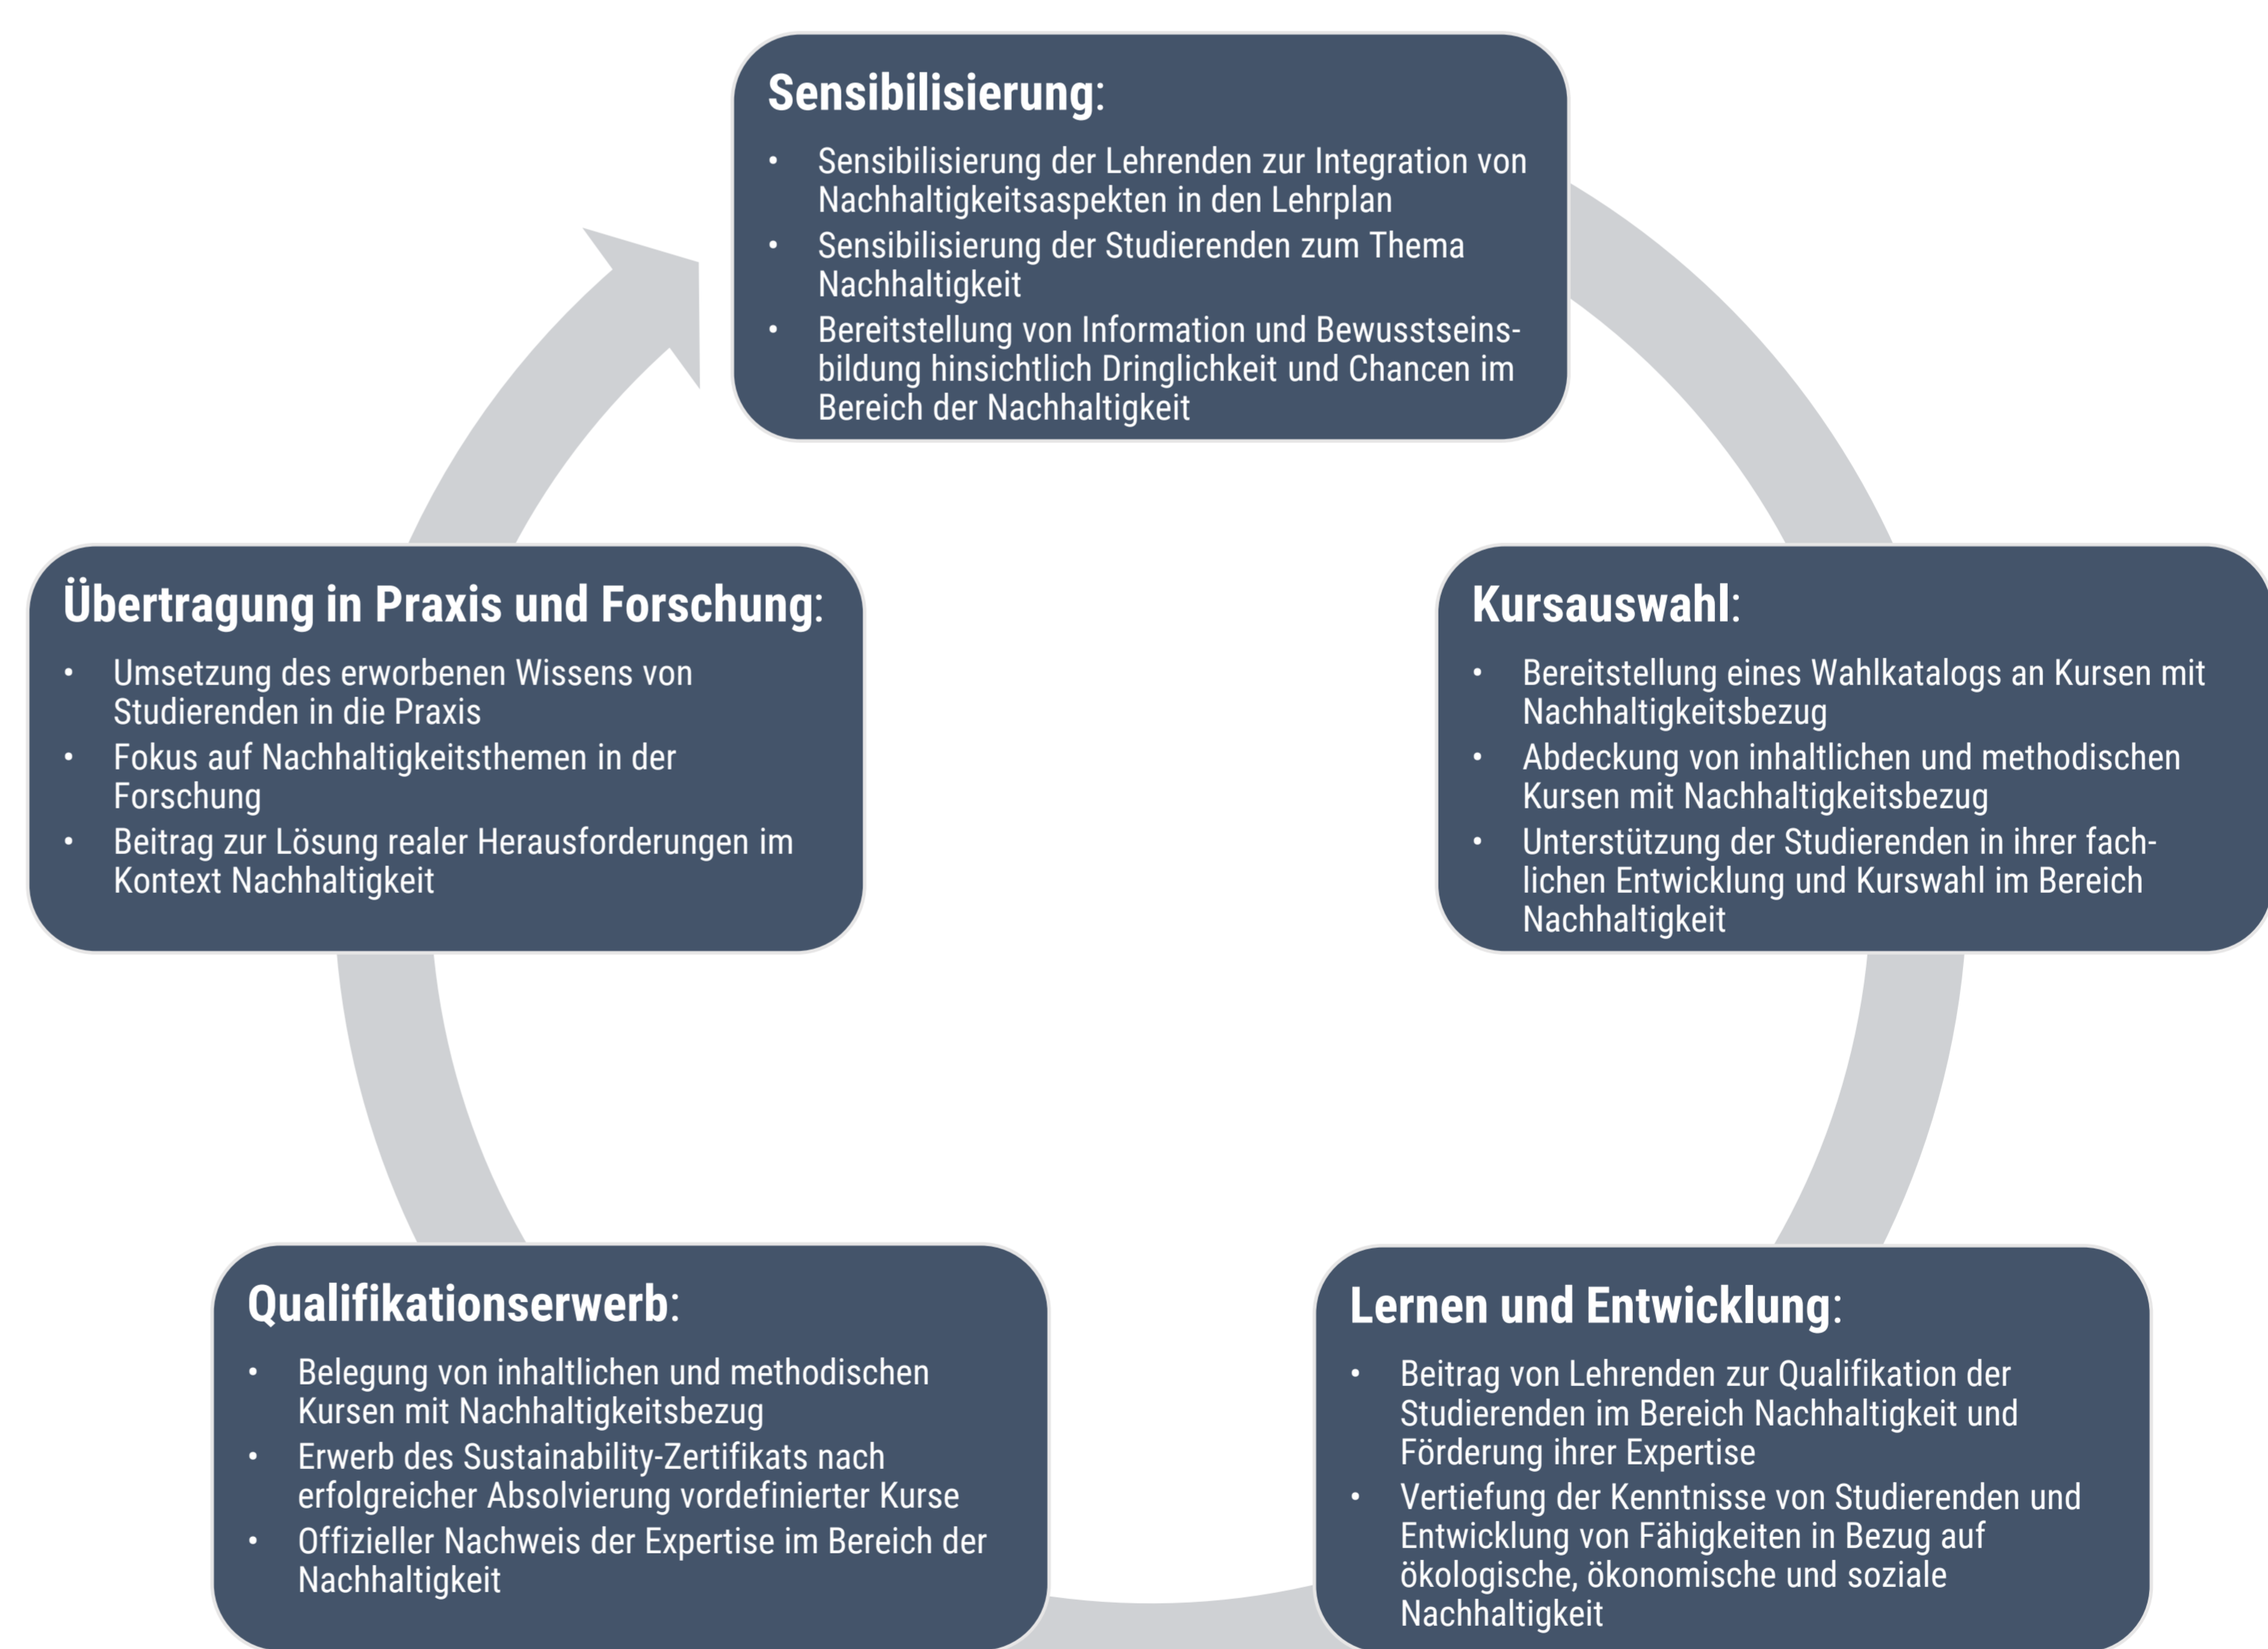 Sensibilisierung:
• Sensibilisierung der Lehrenden zur Integration von
Nachhaltigkeitsaspekten in den Lehrplan
• Sensibilisierung der Studierenden zum Thema
Nachhaltigkeit
• Bereitstellung von Information und Bewusstseins-
bildung hinsichtlich Dringlichkeit und Chancen im
Bereich der Nachhaltigkeit
Kursauswahl:
• Bereitstellung eines Wahlkatalogs an Kursen mit
Nachhaltigkeitsbezug
• Abdeckung von inhaltlichen und methodischen
Kursen mit Nachhaltigkeitsbezug
• Unterstützung der Studierenden in ihrer fach-
lichen Entwicklung und Kurswahl im Bereich
Nachhaltigkeit
Lernen und Entwicklung:
• Beitrag von Lehrenden zur Qualifikation der
Studierenden im Bereich Nachhaltigkeit und
Förderung ihrer Expertise
• Vertiefung der Kenntnisse von Studierenden und
Entwicklung von Fähigkeiten in Bezug auf
ökologische, ökonomische und soziale
Nachhaltigkeit
Qualifikationserwerb:
• Belegung von inhaltlichen und methodischen
Kursen mit Nachhaltigkeitsbezug
• Erwerb des Sustainability-Zertifikats nach
erfolgreicher Absolvierung vordefinierter Kurse
• Offizieller Nachweis der Expertise im Bereich der
Nachhaltigkeit
Übertragung in Praxis und Forschung:
• Umsetzung des erworbenen Wissens von
Studierenden in die Praxis
• Fokus auf Nachhaltigkeitsthemen in der
Forschung
• Beitrag zur Lösung realer Herausforderungen im
Kontext Nachhaltigkeit